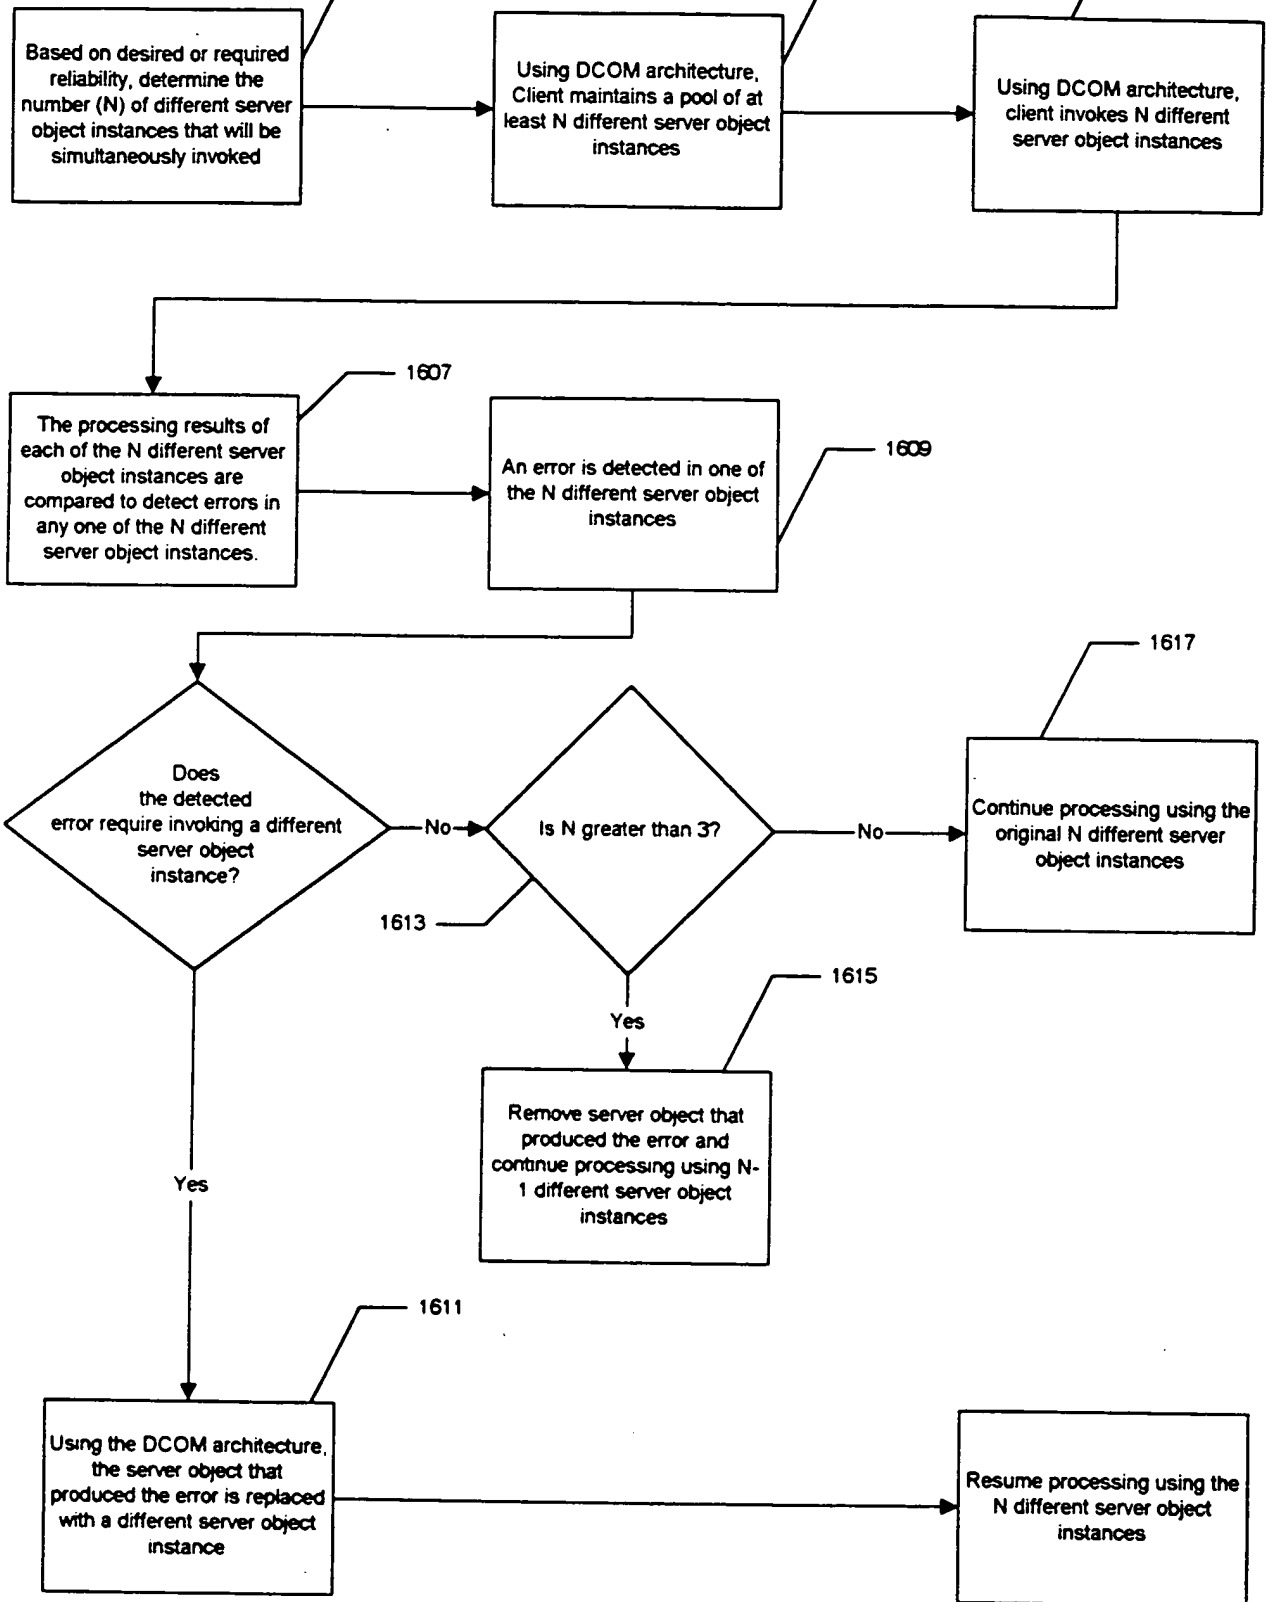 Based on desired or required
reliability, determine the
number (N) of different server
object instances that will be
simultaneously invoked
Using DCOM architecture,
Client maintains a pool of at
least N different server object
instances
Using DCOM architecture,
client invokes N different
server object instances
1607
The processing results of
each of the N different server
object instances are
compared to detect errors in
any one of the N different
server object instances.
An error is detected in one of
the N different server object
instances
1609
Does
the detected
error require invoking a different
server object
instance?
No
Is N greater than 3?
No
1617
Continue processing using the
original N different server
object instances
1613
Yes
1615
Remove server object that
produced the error and
continue processing using N-
1 different server object
instances
Yes
1611
Using the DCOM architecture,
the server object that
produced the error is replaced
with a different server object
instance
Resume processing using the
N different server object
instances